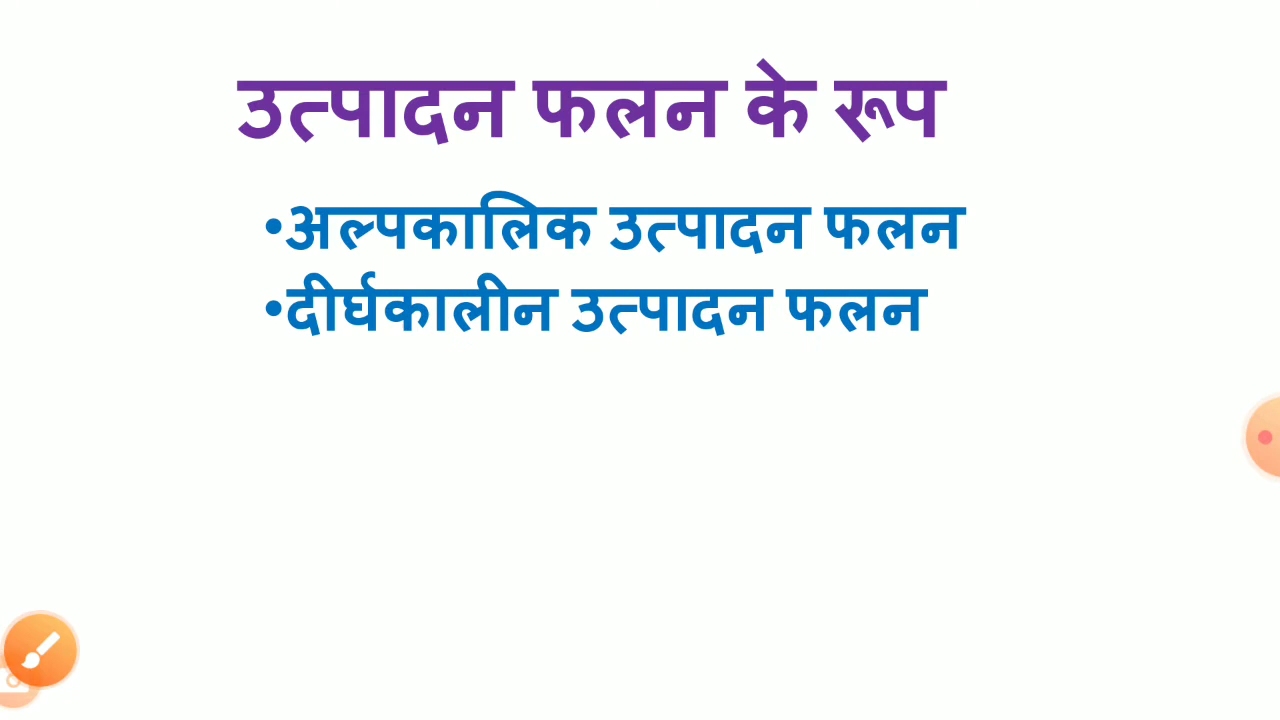 उत्पादन फलन के रूप
•अल्पकालिक उत्पादन फलन
•दीर्घकालीन उत्पादन फलन